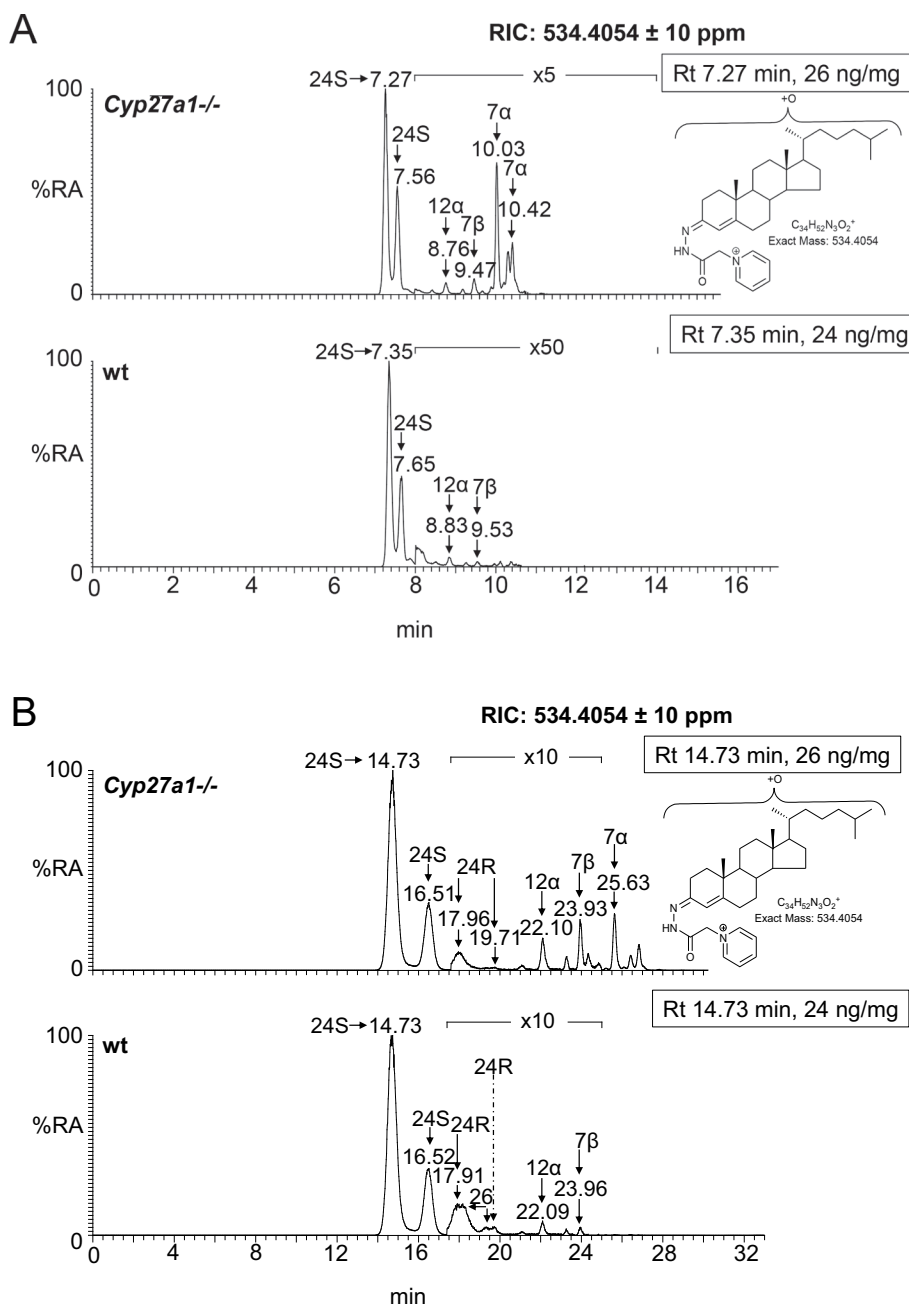 A
RIC: 534.4054 ± 10 ppm
Cyp27a1-/-
100
%RA
0
24S→7.27
24S
7.56
x5
12α
8.76
7β
9.47
7α
10.03
7α
10.42
Rt 7.27 min, 26 ng/mg
+O
N
HN
O
N
+
C34H52N3O2+
Exact Mass: 534.4054
wt
100
%RA
0
24S→7.35
24S
7.65
x50
12α
8.83
7β
9.53
Rt 7.35 min, 24 ng/mg
0 2 4 6 8 10 12 14 16
min
B
RIC: 534.4054 ± 10 ppm
Cyp27a1-/-
100
%RA
0
24S→14.73
24S
16.51
x10
24R
17.96
19.71
12α
22.10
7β
23.93
7α
25.63
Rt 14.73 min, 26 ng/mg
+O
N
HN
O
N
+
C34H52N3O2+
Exact Mass: 534.4054
wt
100
%RA
0
24S→14.73
24S
16.52
x10
24R
24R
17.91
26
12α
22.09
7β
23.96
Rt 14.73 min, 24 ng/mg
0 4 8 12 16 20 24 28 32
min